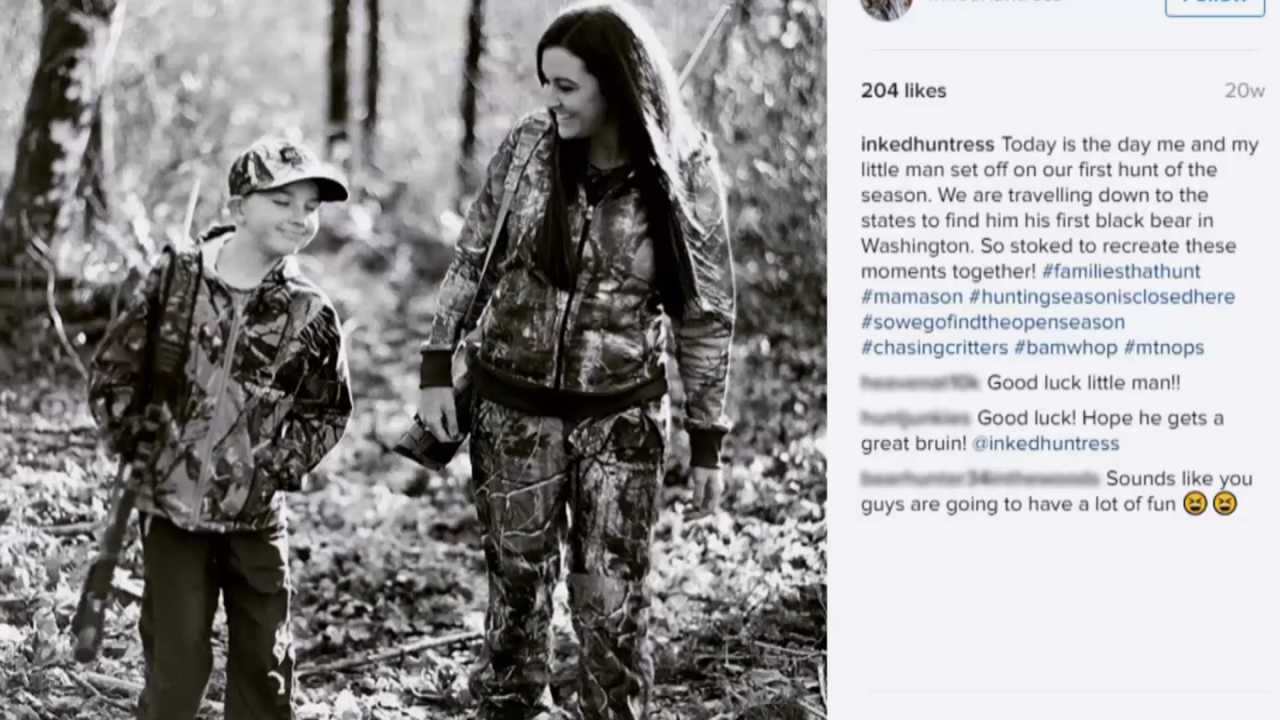 204 likes 20w
inkedhuntress Today is the day me and my
little man set off on our first hunt of the
season. We are travelling down to the
states to find him his first black bear in
Washington. So stoked to recreate these
moments together! #familiesthathunt
#mamason #huntingseasonisclosedhere
#sowegofindtheopenseason
#chasingcritters #bamwhop #mtnops
Good luck little man!!
Good luck! Hope he gets a
great bruin! @inkedhuntress
Sounds like you
guys are going to have a lot of fun 😆😆